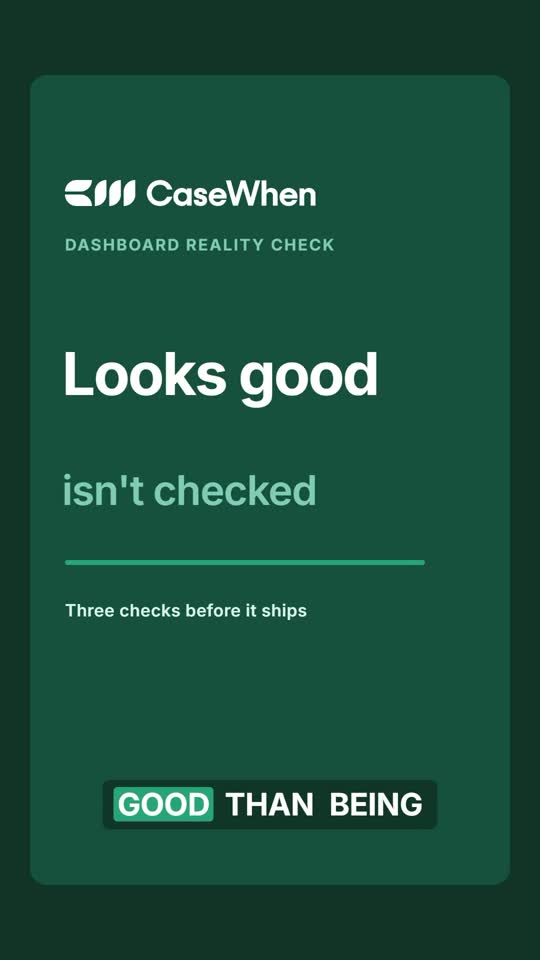 CaseWhen
DASHBOARD REALITY CHECK
Looks good
isn't checked
Three checks before it ships
GOOD THAN BEING